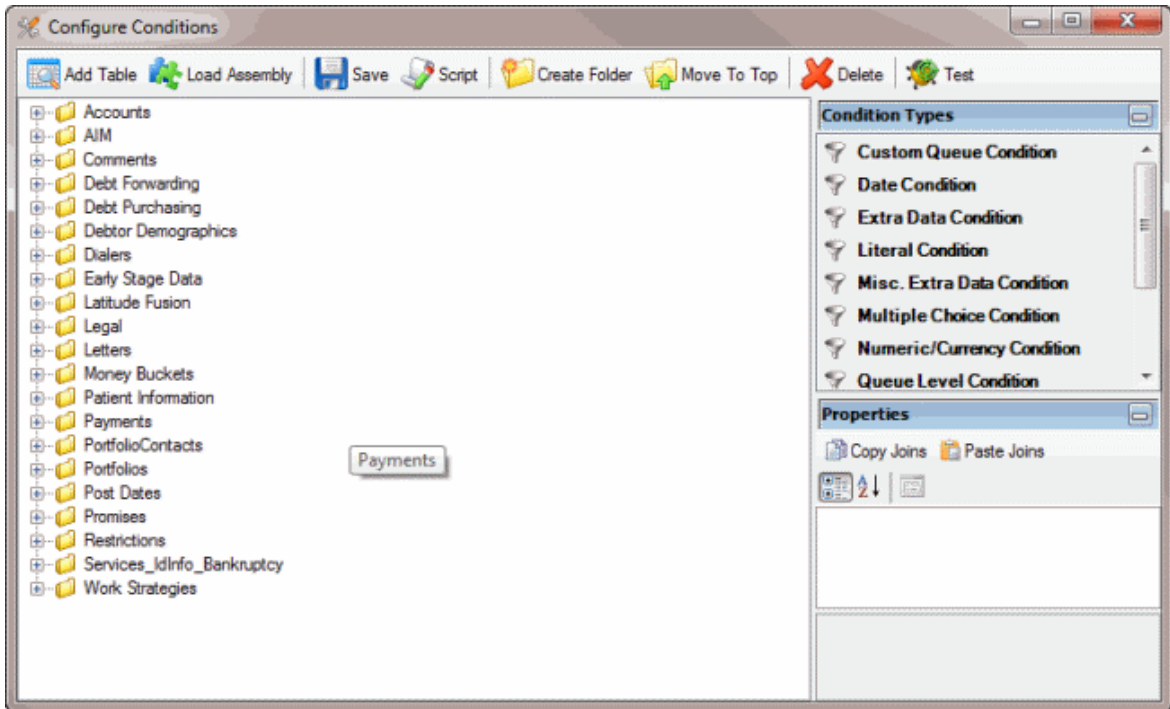 Configure Conditions
Add Table Load Assembly Save Script Create Folder Move To Top Delete Test
Accounts
AIM
Comments
Debt Forwarding
Debt Purchasing
Debtor Demographics
Dialers
Early Stage Data
Latitude Fusion
Legal
Letters
Money Buckets
Patient Information
Payments
PortfolioContacts
Portfolios
Post Dates
Promises
Restrictions
Services_IdInfo_Bankruptcy
Work Strategies
Payments
Condition Types
Custom Queue Condition
Date Condition
Extra Data Condition
Literal Condition
Misc. Extra Data Condition
Multiple Choice Condition
Numeric/Currency Condition
Queue Level Condition
Properties
Copy Joins Paste Joins